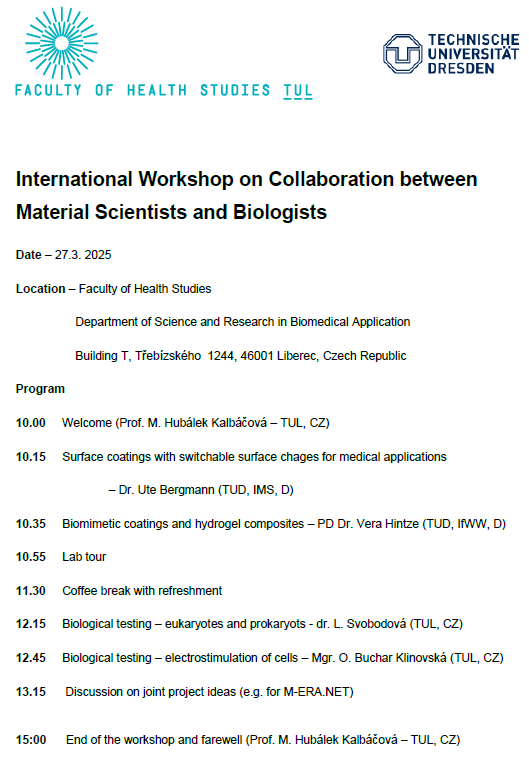 FACULTY OF HEALTH STUDIES TUL
TECHNISCHE
UNIVERSITÄT
DRESDEN
International Workshop on Collaboration between
Material Scientists and Biologists
Date – 27.3. 2025
Location – Faculty of Health Studies
Department of Science and Research in Biomedical Application
Building T, Třebízského 1244, 46001 Liberec, Czech Republic
Program
10.00 Welcome (Prof. M. Hubálek Kalbáčová – TUL, CZ)
10.15 Surface coatings with switchable surface chages for medical applications
– Dr. Ute Bergmann (TUD, IMS, D)
10.35 Biomimetic coatings and hydrogel composites – PD Dr. Vera Hintze (TUD, IfWW, D)
10.55 Lab tour
11.30 Coffee break with refreshment
12.15 Biological testing – eukaryotes and prokaryots - dr. L. Svobodová (TUL, CZ)
12.45 Biological testing – electrostimulation of cells – Mgr. O. Buchar Klinovská (TUL, CZ)
13.15 Discussion on joint project ideas (e.g. for M-ERA.NET)
15:00 End of the workshop and farewell (Prof. M. Hubálek Kalbáčová – TUL, CZ)